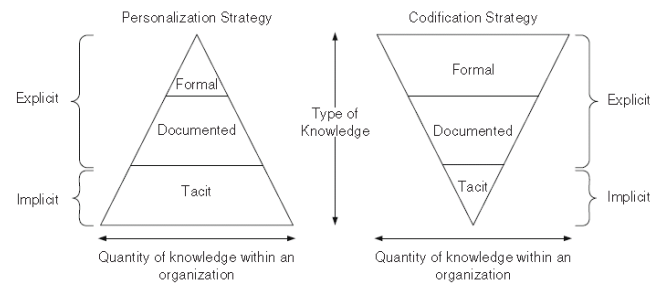 Personalization Strategy
Codification Strategy
Explicit
Formal
Documented
Implicit
Tacit
Type of
Knowledge
Formal
Documented
Tacit
Explicit
Implicit
Quantity of knowledge within an
organization
Quantity of knowledge within an
organization